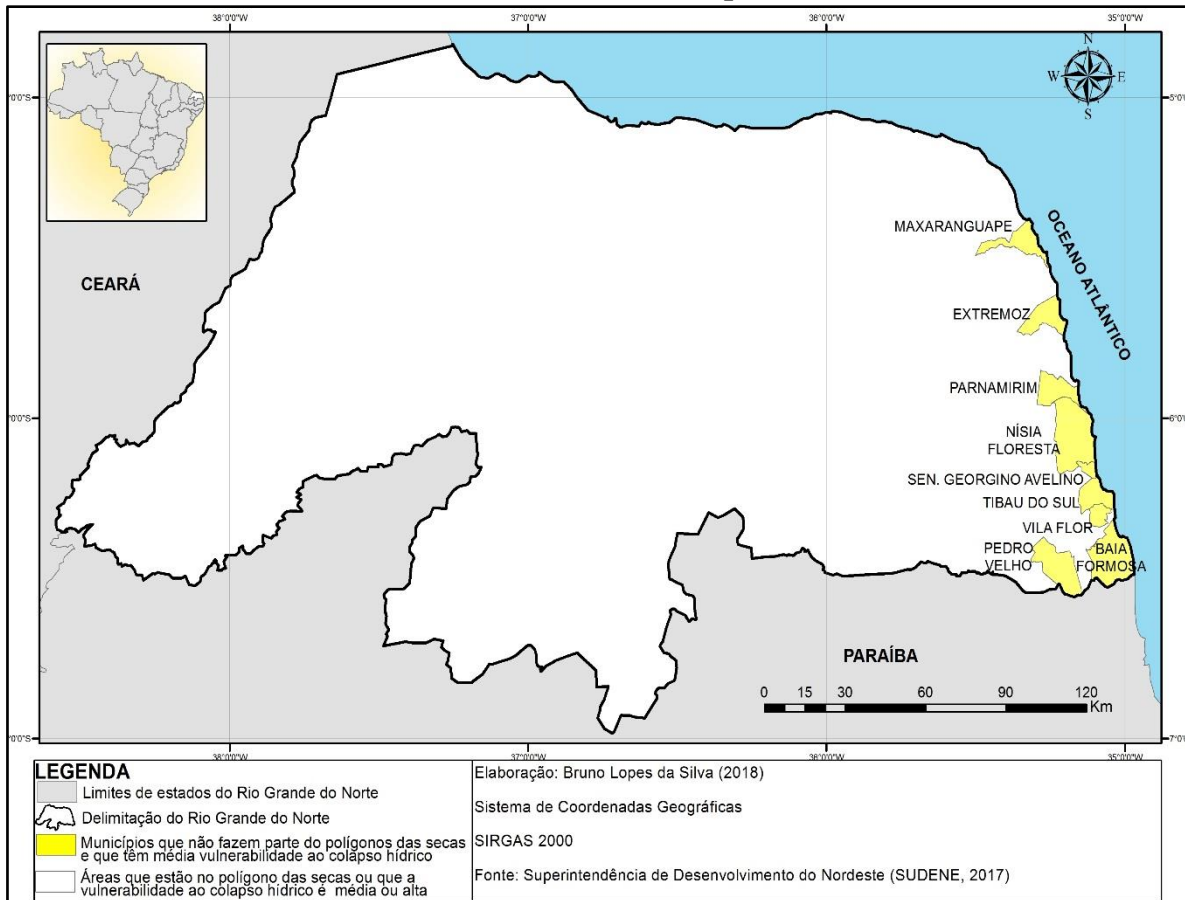 38°0'0"W
37°0'0"W
36°0'0"W
35°0'0"W
N
W E
S
5°0'0"S
MAXARANGUAPE
OCEANO ATLÂNTICO
CEARÁ
EXTREMOZ
PARNAMIRIM
6°0'0"S
NÍSIA
FLORESTA
SEN. GEORGINO AVELINO
TIBAU DO SUL
VILA FLOR
PEDRO
VELHO
BAIA
FORMOSA
PARAÍBA
0 15 30 60 90 120
Km
7°0'0"S
38°0'0"W
37°0'0"W
36°0'0"W
35°0'0"W
LEGENDA
Limites de estados do Rio Grande do Norte
Delimitação do Rio Grande do Norte
Municípios que não fazem parte do polígonos das secas
e que têm média vulnerabilidade ao colapso hídrico
Áreas que estão no polígono das secas ou que a
vulnerabilidade ao colapso hídrico é média ou alta
Elaboração: Bruno Lopes da Silva (2018)
Sistema de Coordenadas Geográficas
SIRGAS 2000
Fonte: Superintendência de Desenvolvimento do Nordeste (SUDENE, 2017)